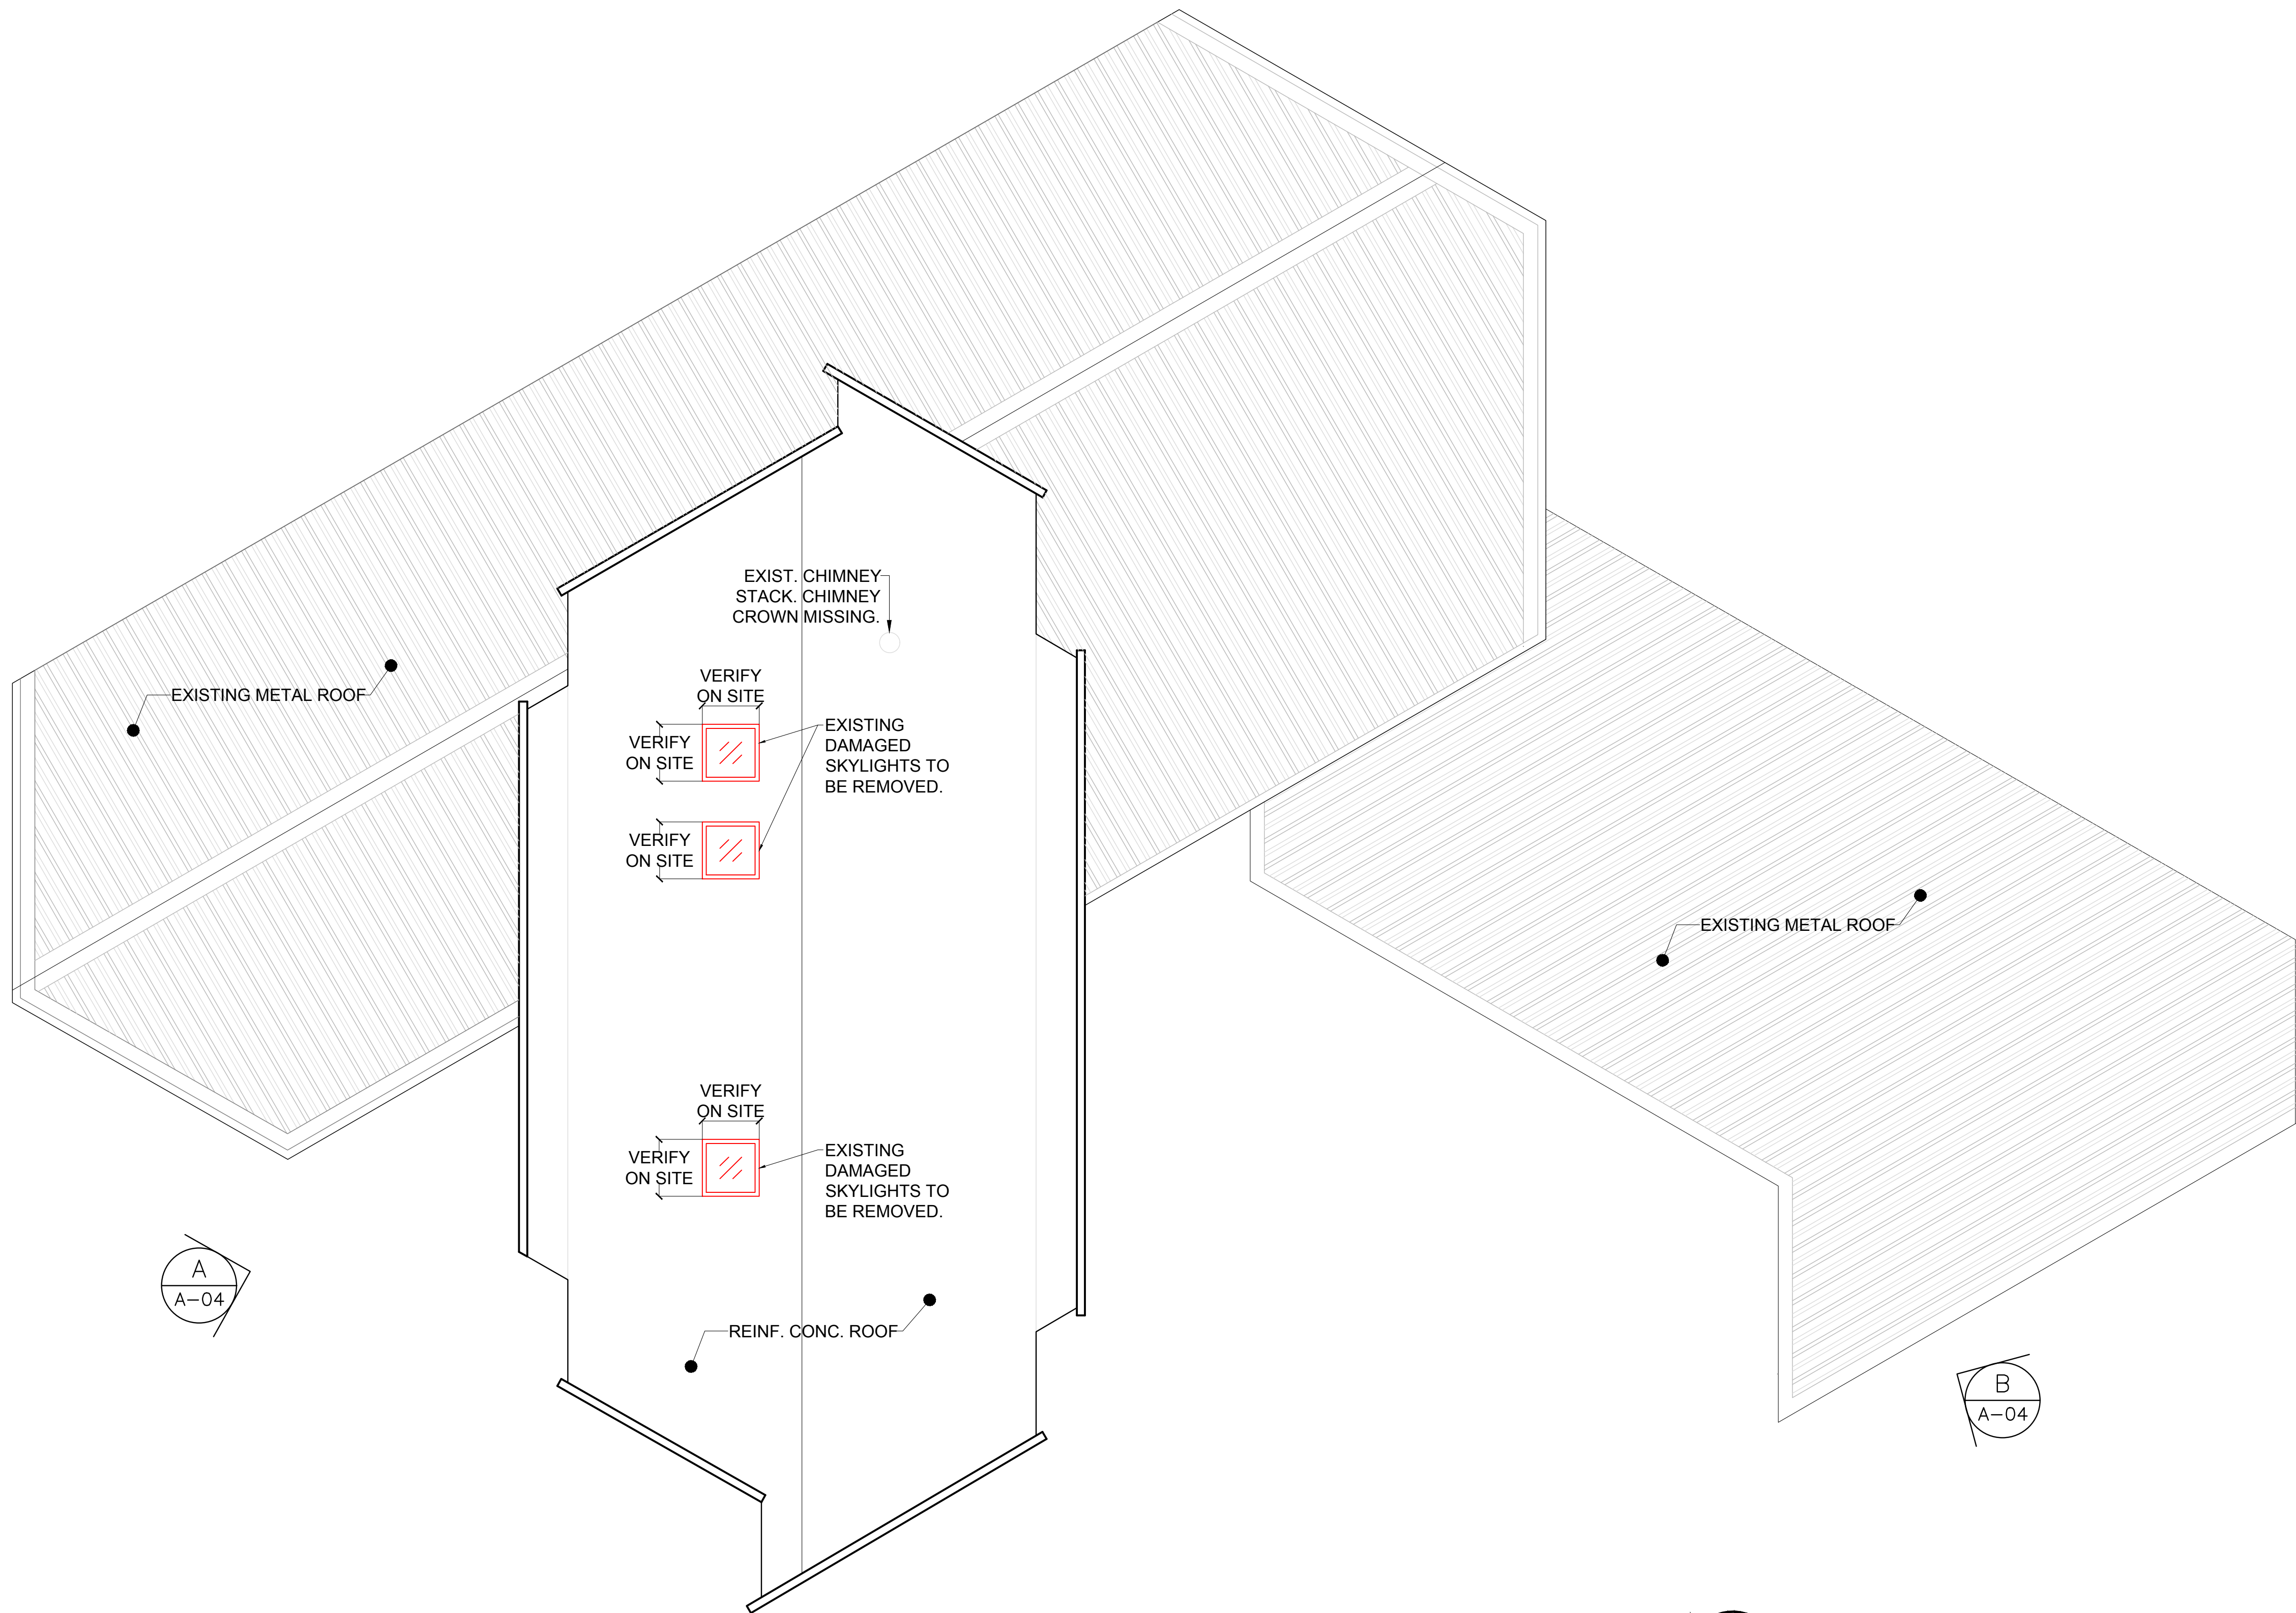 EXIST. CHIMNEY
STACK. CHIMNEY
CROWN MISSING.
EXISTING METAL ROOF
VERIFY
ON SITE
VERIFY
ON SITE
EXISTING
DAMAGED
SKYLIGHTS TO
BE REMOVED.
VERIFY
ON SITE
EXISTING METAL ROOF
VERIFY
ON SITE
VERIFY
ON SITE
EXISTING
DAMAGED
SKYLIGHTS TO
BE REMOVED.
A
A-04
REINF. CONC. ROOF
B
A-04